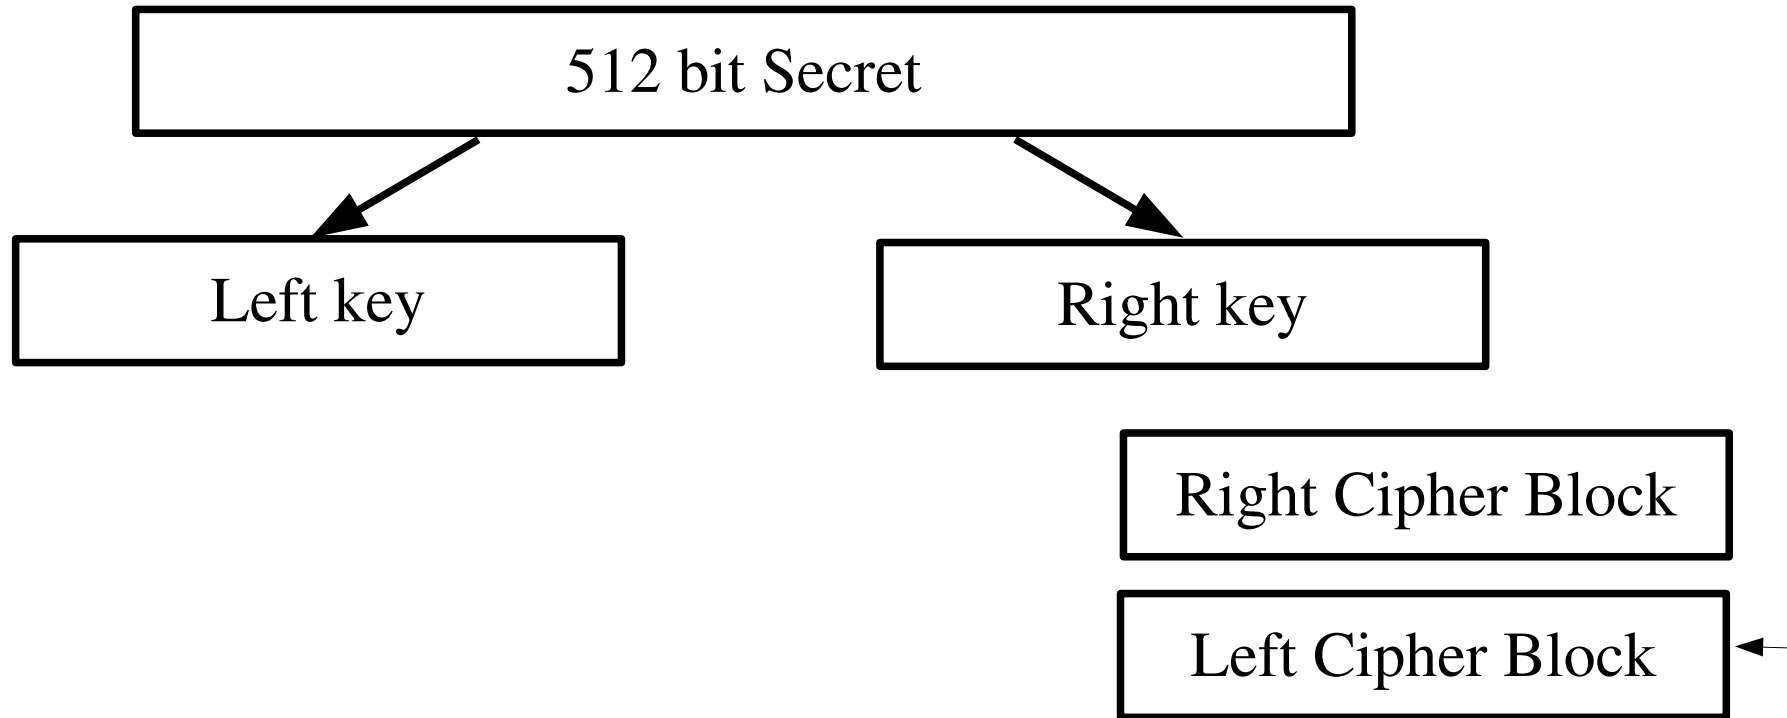 512 bit Secret
Left key
Right key
Right Cipher Block
Left Cipher Block